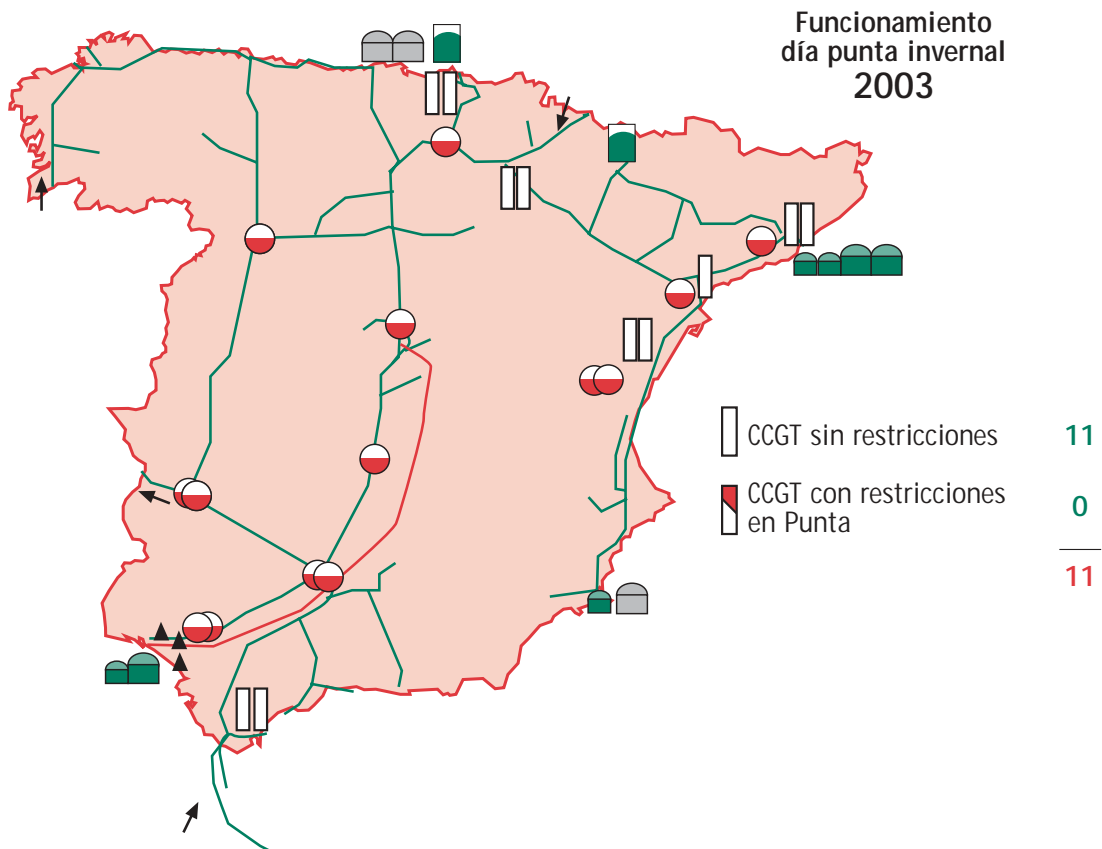 Funcionamiento
día punta invernal
2003
CCGT sin restricciones 11
CCGT con restricciones
en Punta 0
11